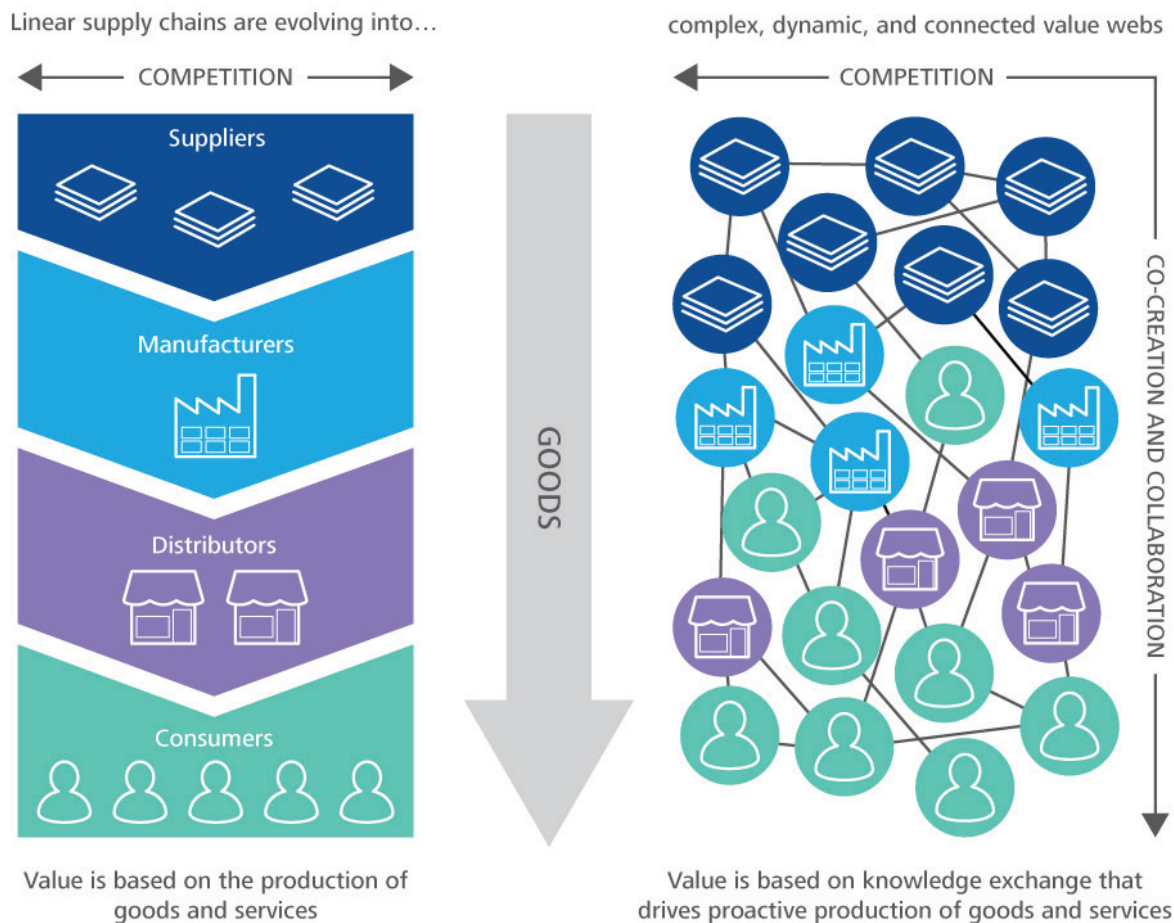 Linear supply chains are evolving into…
COMPETITION
Suppliers
Manufacturers
Distributors
Consumers
Value is based on the production of
goods and services
GOODS
complex, dynamic, and connected value webs
COMPETITION
CO-CREATION AND COLLABORATION
Value is based on knowledge exchange that
drives proactive production of goods and services